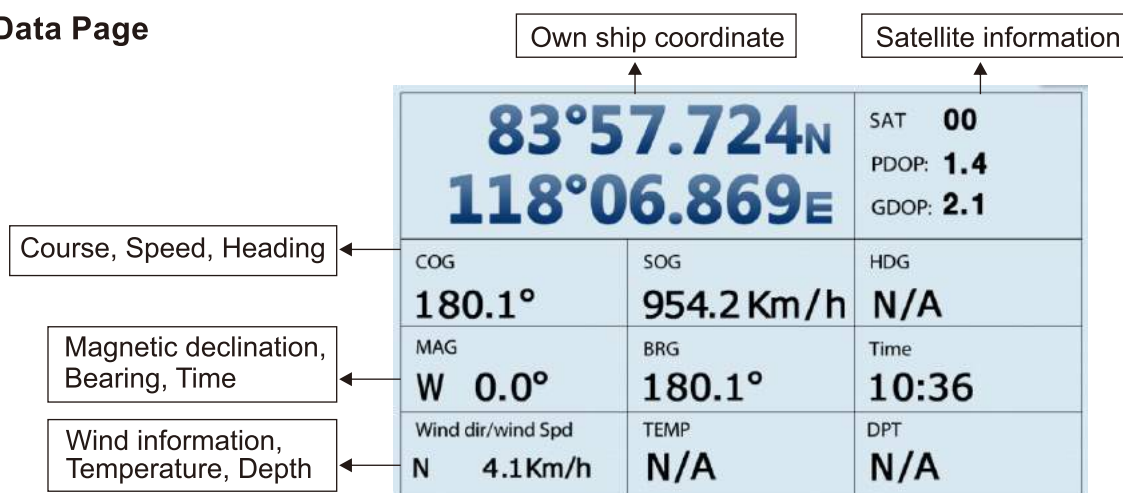 Data Page
Own ship coordinate
Satellite information
83°57.724N
118°06.869E
SAT 00
PDOP: 1.4
GDOP: 2.1
Course, Speed, Heading
COG
180.1°
SOG
954.2 Km/h
HDG
N/A
Magnetic declination,
Bearing, Time
MAG
W 0.0°
BRG
180.1°
Time
10:36
Wind information,
Temperature, Depth
Wind dir/wind Spd
N 4.1Km/h
TEMP
N/A
DPT
N/A